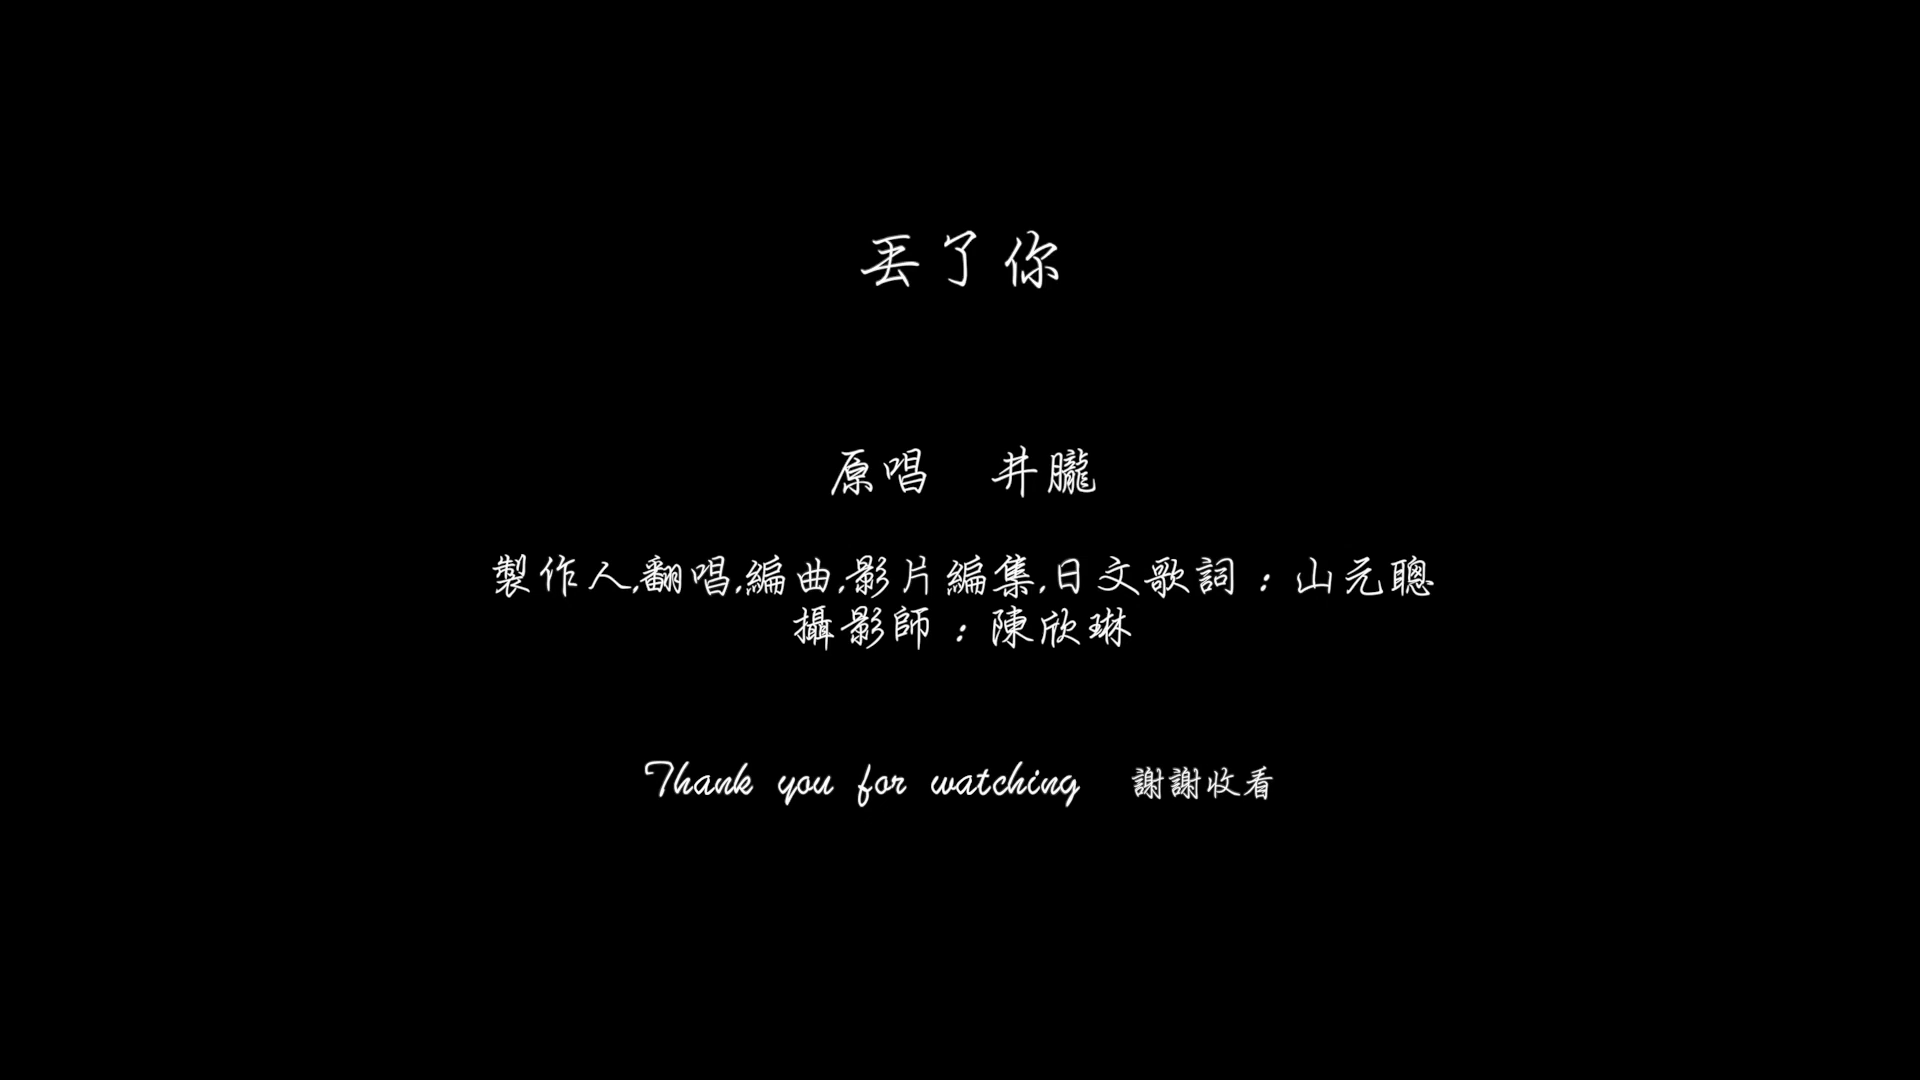 丟了你
原唱　井朧
製作人,翻唱,編曲,影片編集,日文歌詞：山元聰
攝影師：陳欣琳
Thank you for watching　謝謝收看